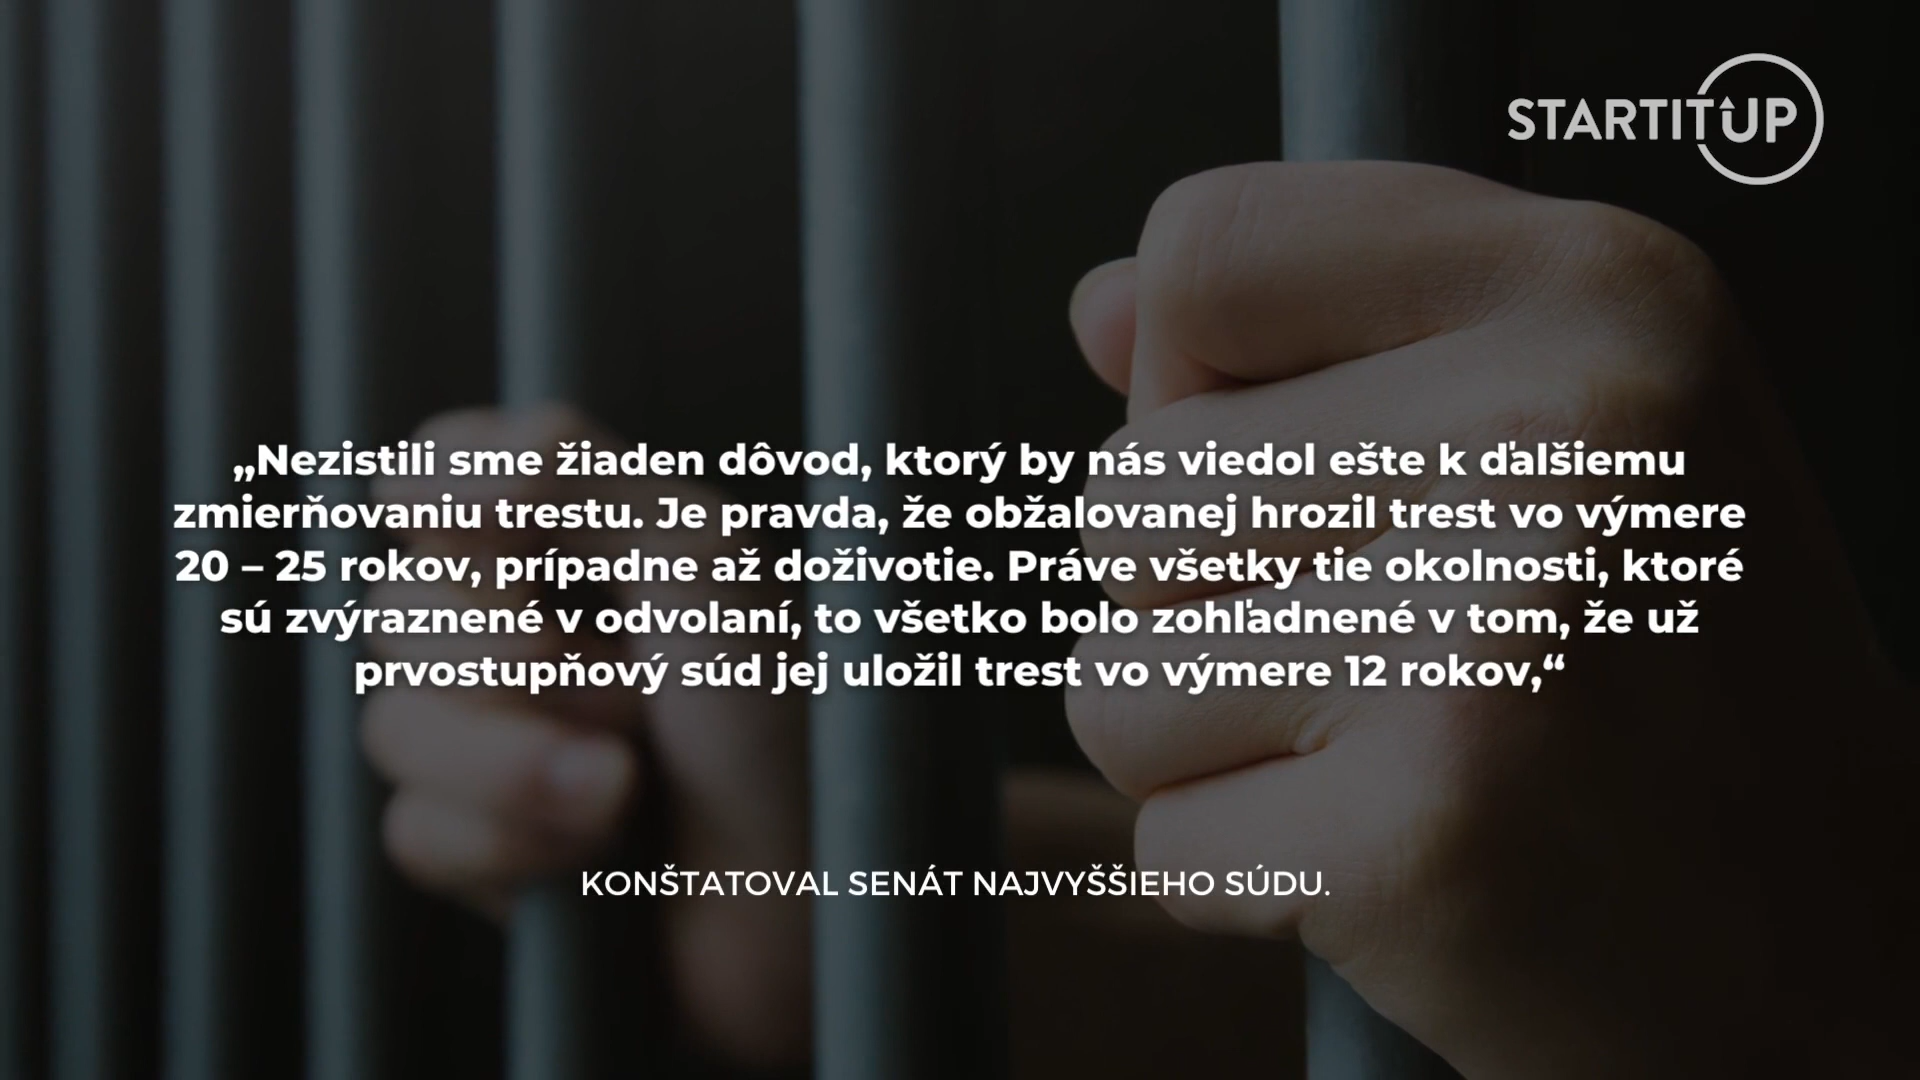 STARTITUP
„Nezistili sme žiaden dôvod, ktorý by nás viedol ešte k ďalšiemu
zmierňovaniu trestu. Je pravda, že obžalovanej hrozil trest vo výmere
20 – 25 rokov, prípadne až doživotie. Práve všetky tie okolnosti, ktoré
sú zvýraznené v odvolaní, to všetko bolo zohľadnené v tom, že už
prvostupňový súd jej uložil trest vo výmere 12 rokov,“
KONŠTATOVAL SENÁT NAJVYŠŠIEHO SÚDU.